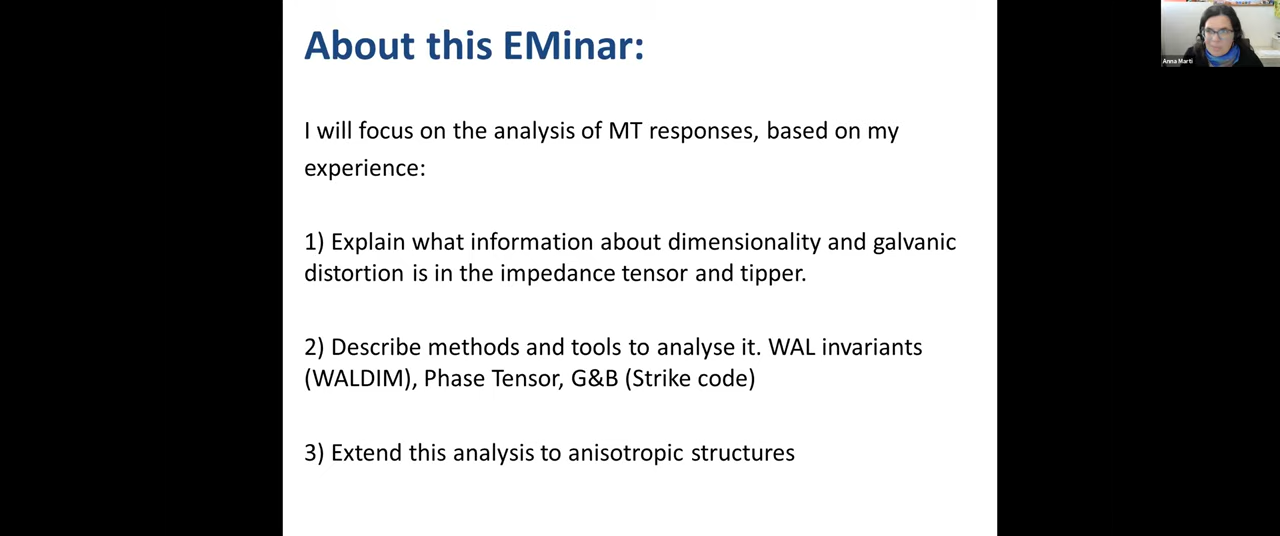 About this EMinar:
I will focus on the analysis of MT responses, based on my
experience:
1) Explain what information about dimensionality and galvanic
distortion is in the impedance tensor and tipper.
2) Describe methods and tools to analyse it. WAL invariants
(WALDIM), Phase Tensor, G&B (Strike code)
3) Extend this analysis to anisotropic structures
Anna Marti